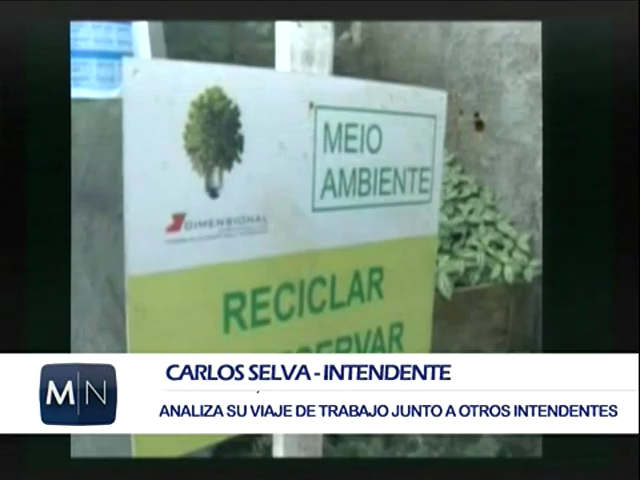 MEIO
AMBIENTE
DIMENSIONAL
RECICLAR
M N
CARLOS SELVA - INTENDENTE
ANALIZA SU VIAJE DE TRABAJO JUNTO A OTROS INTENDENTES